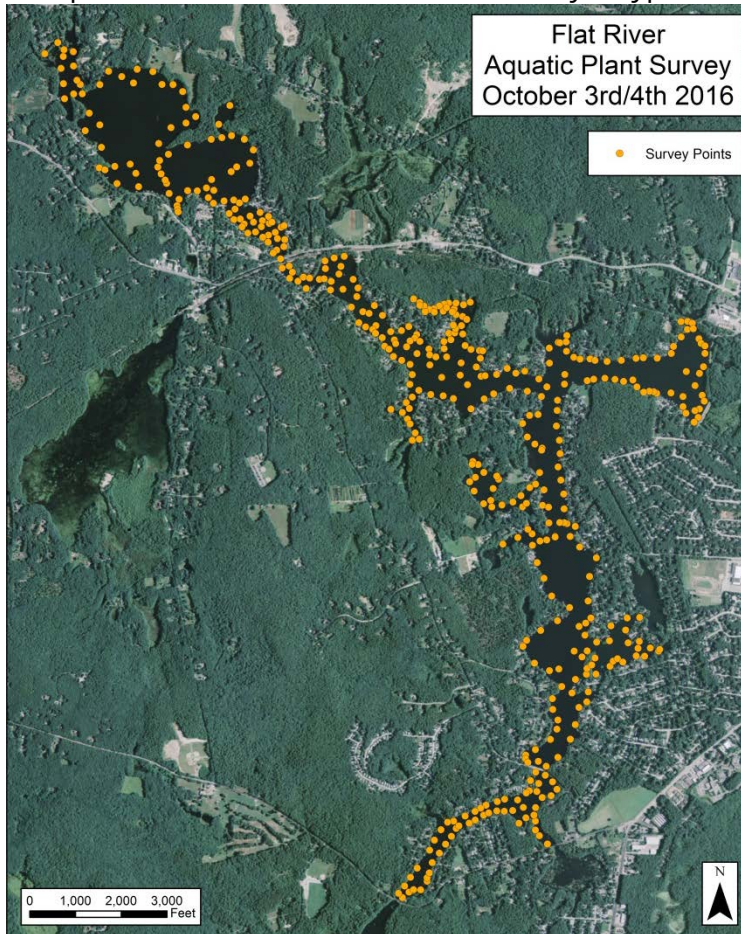 Flat River
Aquatic Plant Survey
October 3rd/4th 2016
Survey Points
N
0 1,000 2,000 3,000
Feet